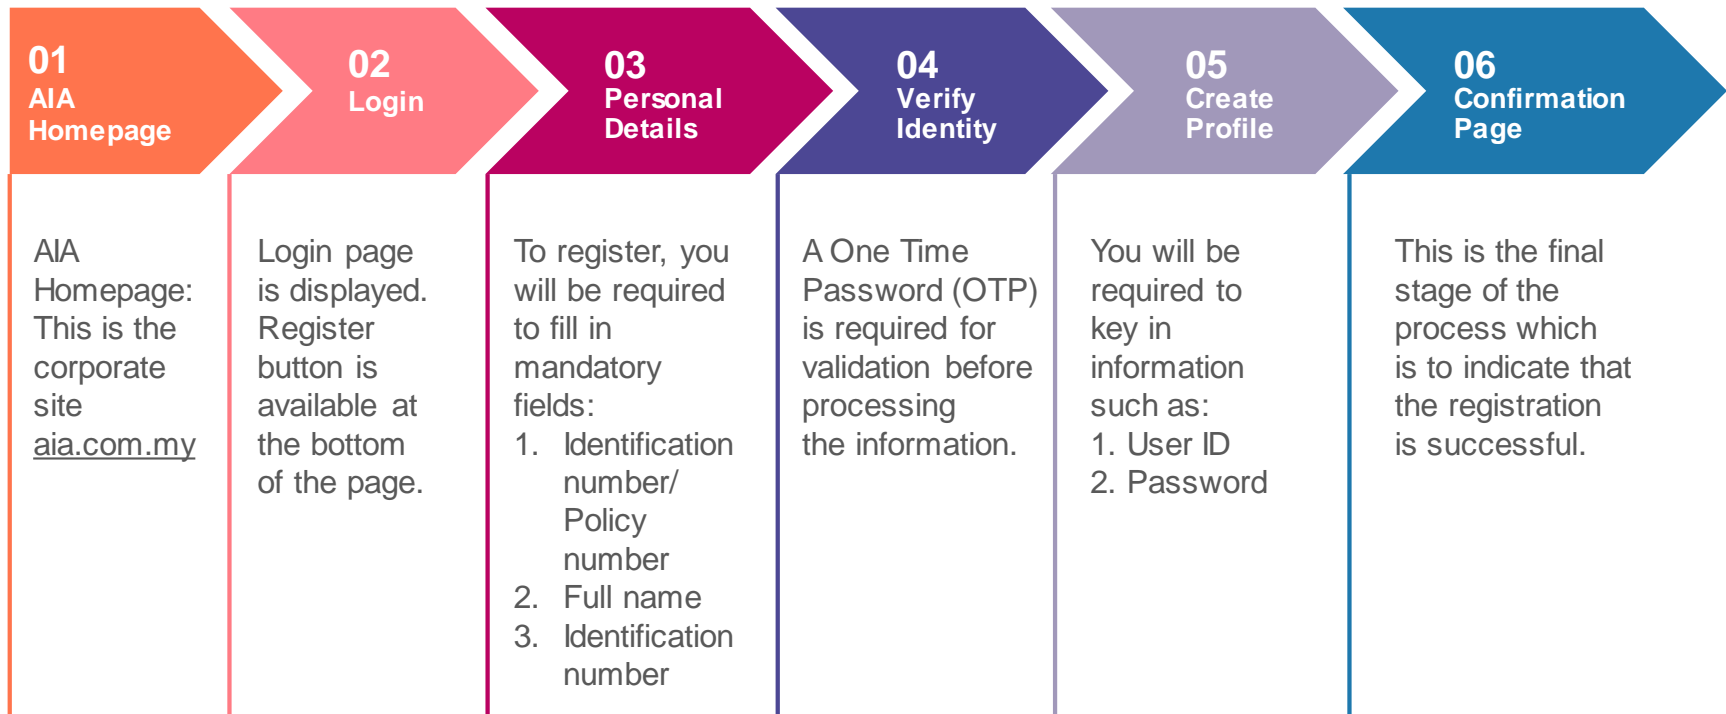 01
AIA
Homepage
02
Login
03
Personal
Details
04
Verify
Identity
05
Create
Profile
06
Confirmation
Page
AIA
Homepage:
This is the
corporate
site
aia.com.my
Login page
is displayed.
Register
button is
available at
the bottom
of the page.
To register, you
will be required
to fill in
mandatory
fields:
1. Identification
number/
Policy
number
2. Full name
3. Identification
number
A One Time
Password (OTP)
is required for
validation before
processing
the information.
You will be
required to
key in
information
such as:
1. User ID
2. Password
This is the final
stage of the
process which
is to indicate that
the registration
is successful.